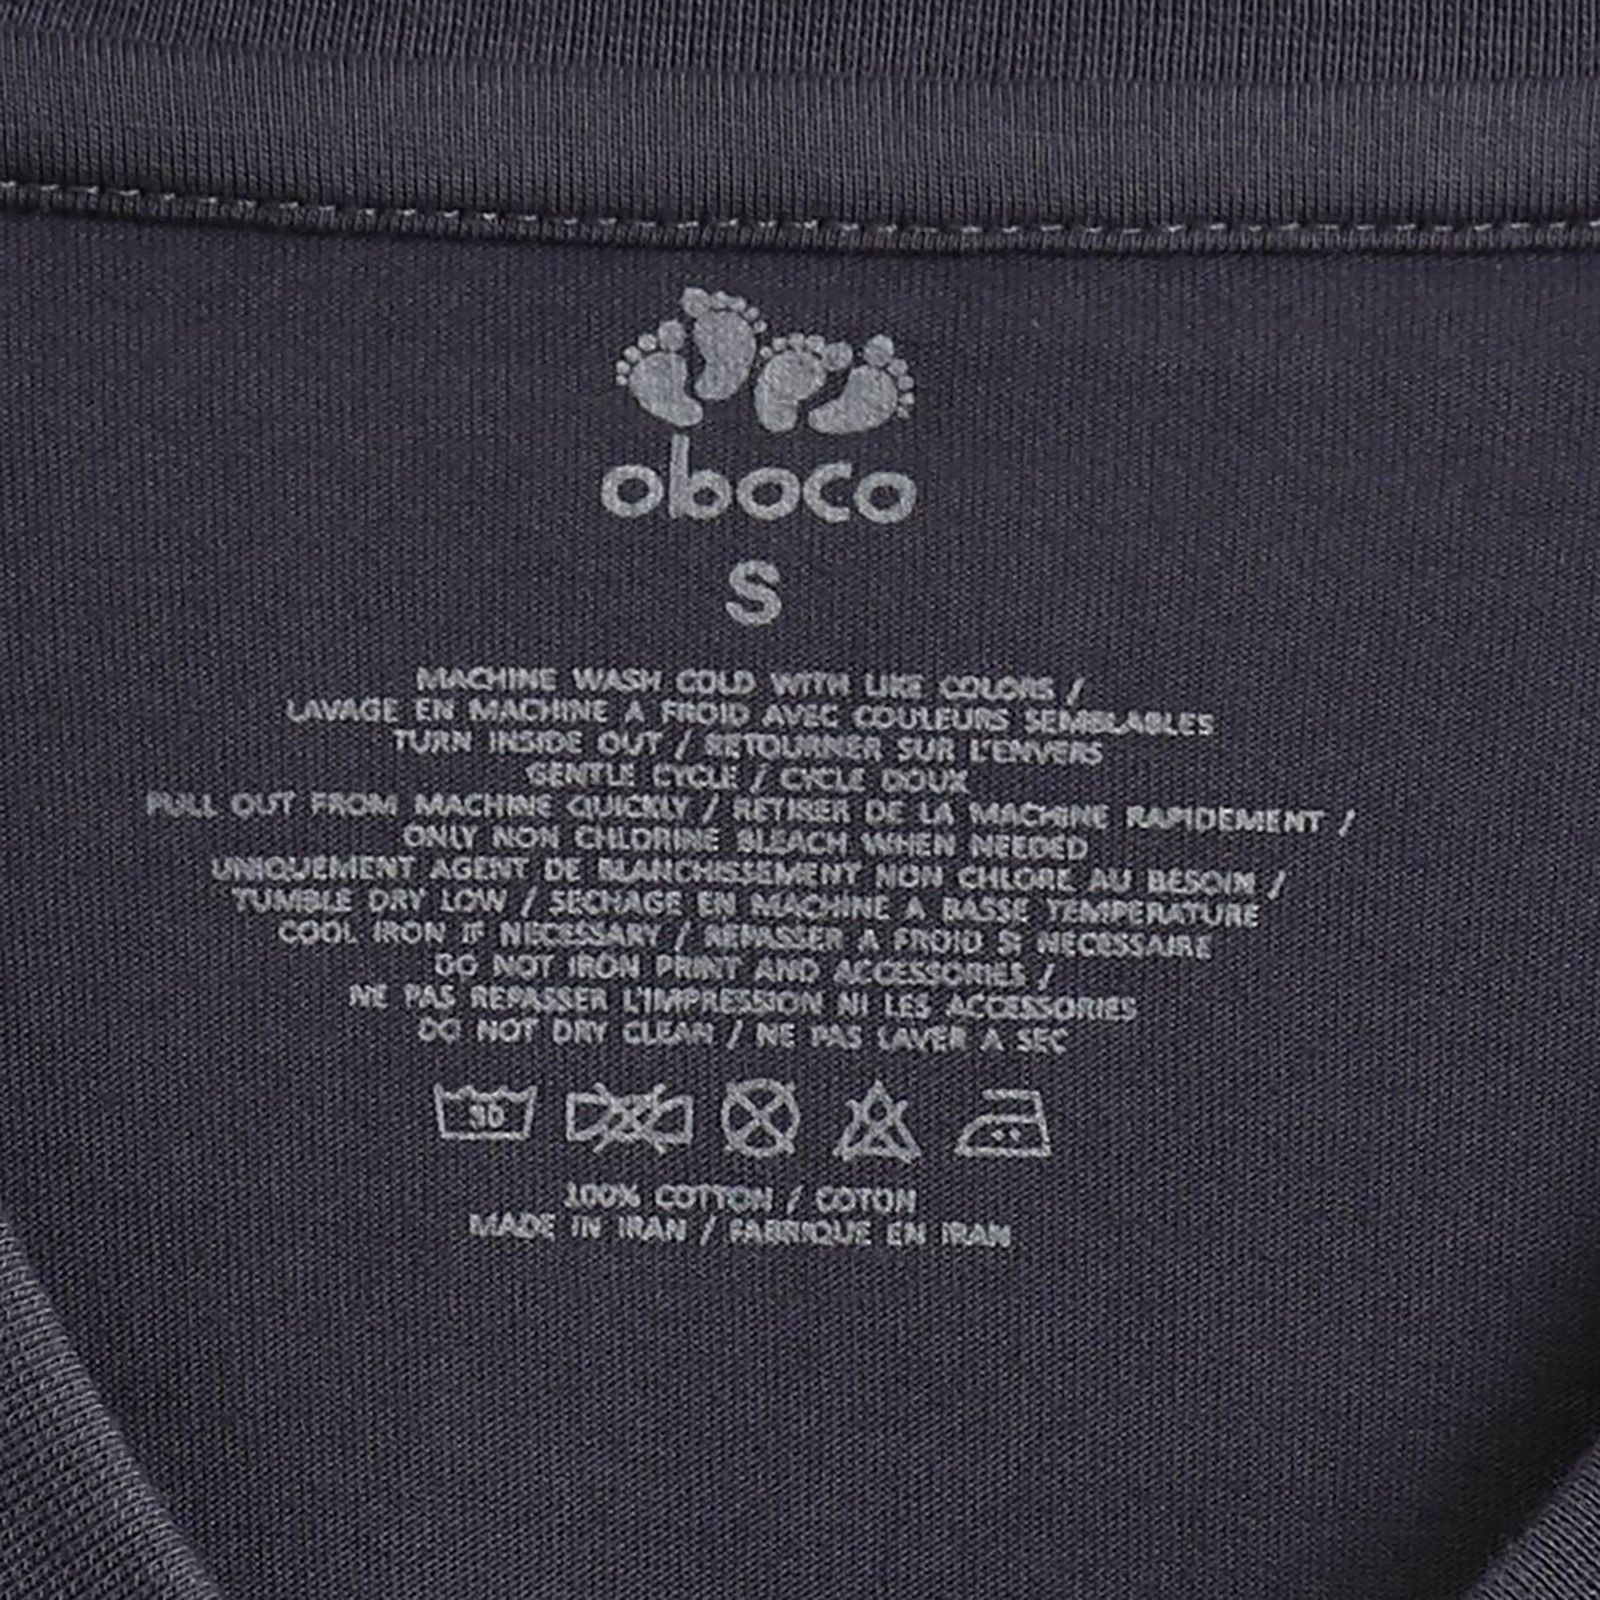 oboco
S
MACHINE WASH COLD WITH LIKE COLORS /
LAVAGE EN MACHINE A FROID AVEC COULEURS SEMBLABLES
TURN INSIDE OUT / RETOURNER SUR L'ENVERS
GENTLE CYCLE / CYCLE DOUX
PULL OUT FROM MACHINE QUICKLY / RETIRER DE LA MACHINE RAPIDEMENT /
ONLY NON CHLORINE BLEACH WHEN NEEDED
UNIQUEMENT AGENT DE BLANCHISSEMENT NON CHLORE AU BESOIN /
TUMBLE DRY LOW / SECHAGE EN MACHINE A BASSE TEMPERATURE
COOL IRON IF NECESSARY / REPASSER A FROID SI NECESSAIRE
DO NOT IRON PRINT AND ACCESSORIES /
NE PAS REPASSER L'IMPRESSION NI LES ACCESSORIES
DO NOT DRY CLEAN / NE PAS LAVER A SEC
30
100% COTTON / COTON
MADE IN IRAN / FABRIQUE EN IRAN